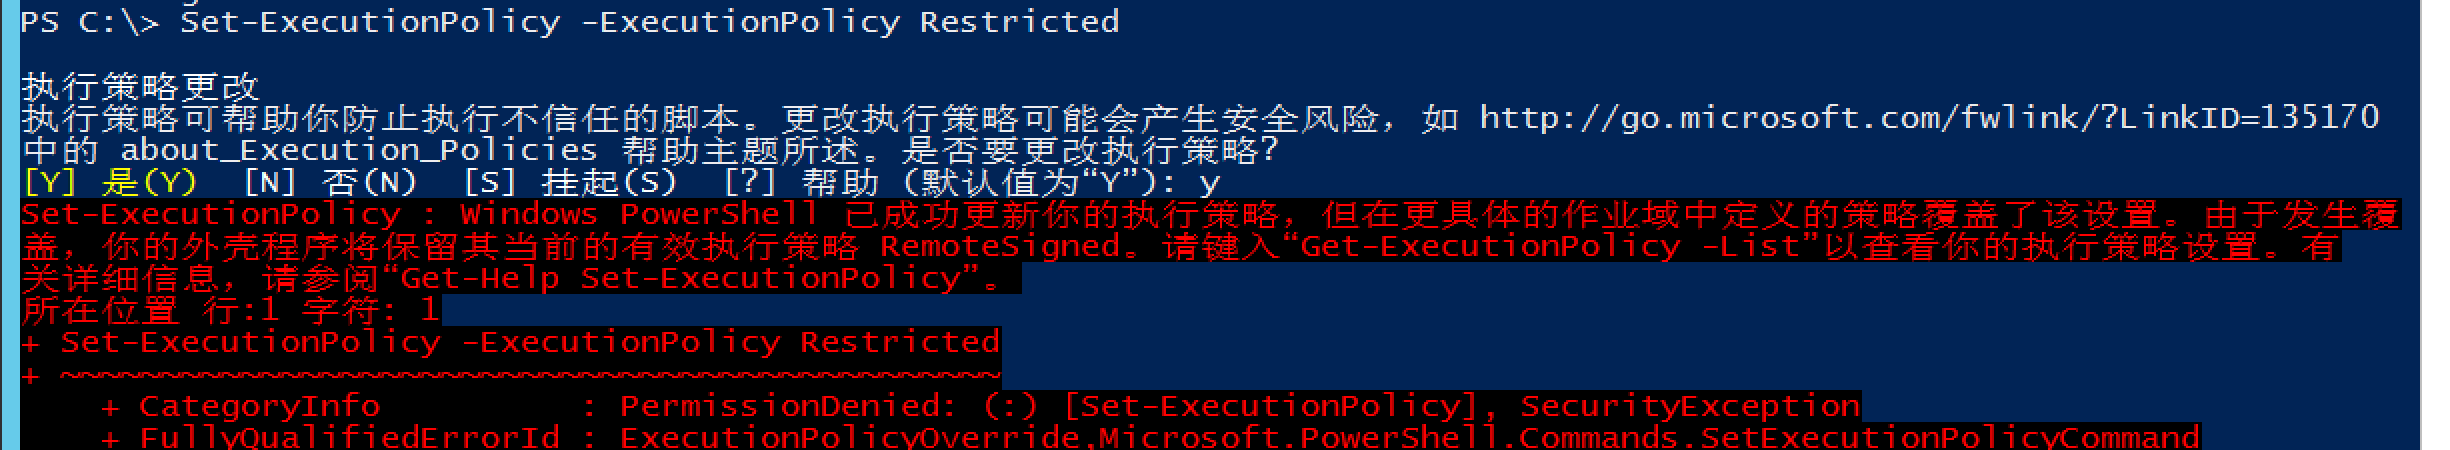 PS C:\> Set-ExecutionPolicy -ExecutionPolicy Restricted
执行策略更改
执行策略可帮助你防止执行不信任的脚本。更改执行策略可能会产生安全风险，如 http://go.microsoft.com/fwlink/?LinkID=135170
中的 about_Execution_Policies 帮助主题所述。是否要更改执行策略?
[Y] 是(Y)  [N] 否(N)  [S] 挂起(S)  [?] 帮助 (默认值为“Y”): y
Set-ExecutionPolicy : Windows PowerShell 已成功更新你的执行策略，但在更具体的作业域中定义的策略覆盖了该设置。由于发生覆
盖，你的外壳程序将保留其当前的有效执行策略 RemoteSigned。请键入“Get-ExecutionPolicy -List”以查看你的执行策略设置。有
关详细信息，请参阅“Get-Help Set-ExecutionPolicy”。
所在位置 行:1 字符: 1
+ Set-ExecutionPolicy -ExecutionPolicy Restricted
+ ~~~~~~~~~~~~~~~~~~~~~~~~~~~~~~~~~~~~~~~~~~~~~~~
    + CategoryInfo          : PermissionDenied: (:) [Set-ExecutionPolicy], SecurityException
    + FullyQualifiedErrorId : ExecutionPolicyOverride,Microsoft.PowerShell.Commands.SetExecutionPolicyCommand